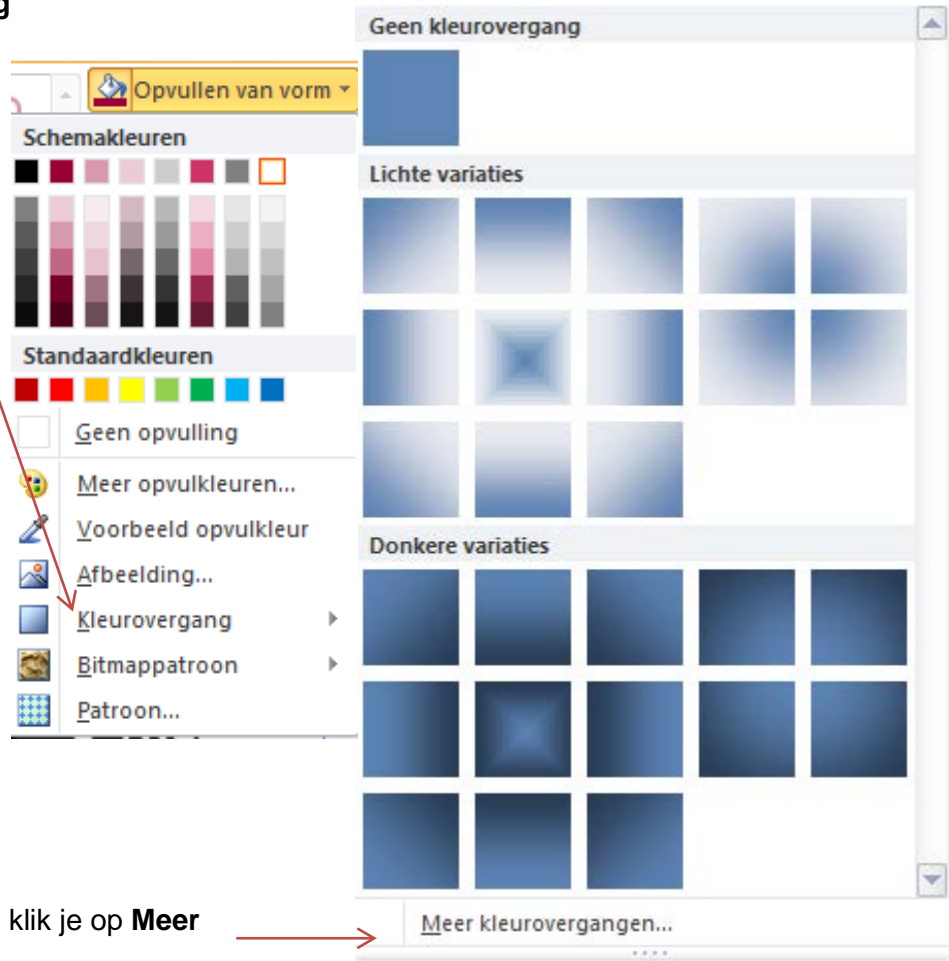 g
Opvullen van vorm
Schemakleuren
Standaardkleuren
Geen opvulling
Meer opvulkleuren...
Voorbeeld opvulkleur
Afbeelding...
Kleurovergang
Bitmappatroon
Patroon...
Geen kleurovergang
Lichte variaties
Donkere variaties
Meer kleurovergangen...
klik je op Meer